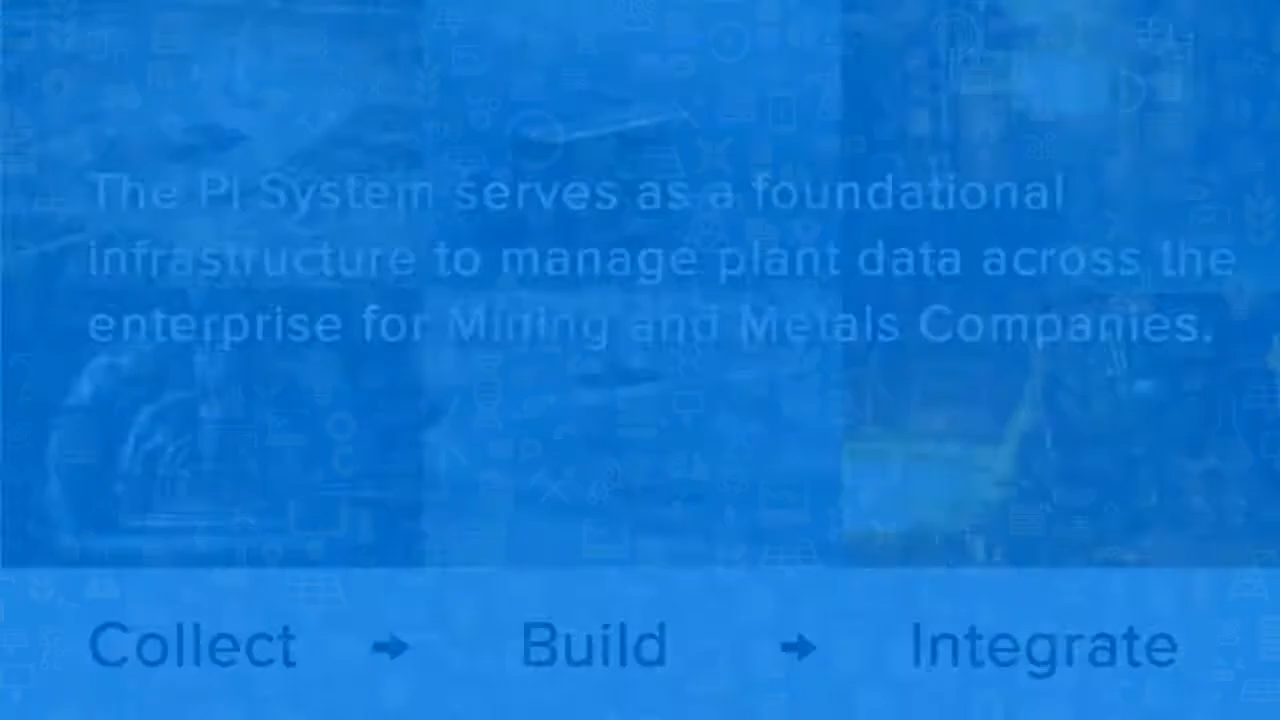 The PI System serves as a foundational
infrastructure to manage plant data across the
enterprise for Mining and Metals Companies.
Collect → Build → Integrate